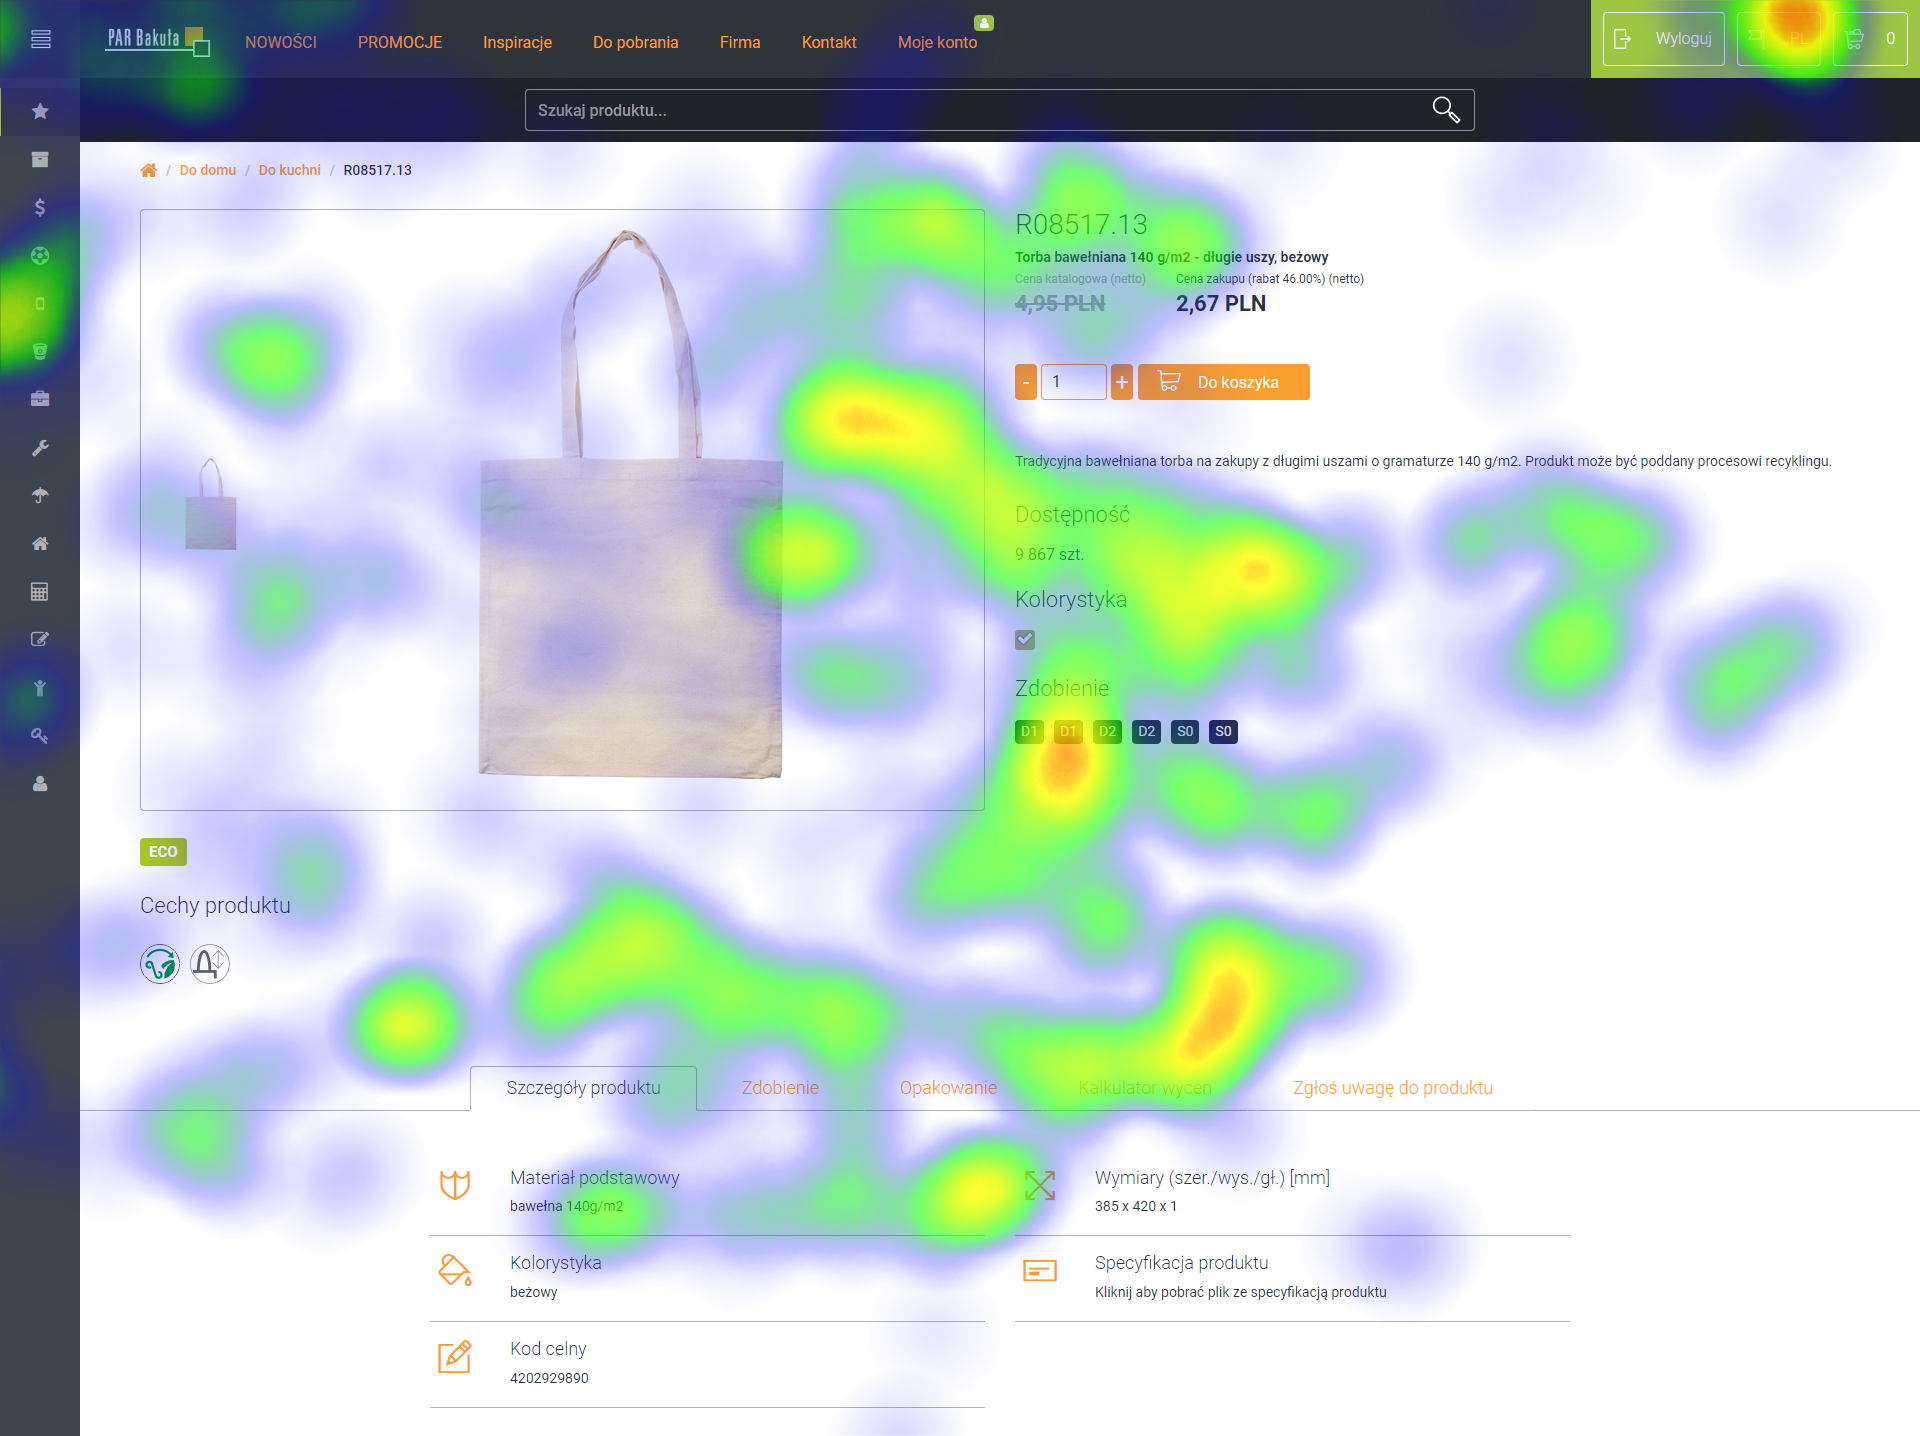 PAR Bakuła
NOWOŚCI PROMOCJE Inspiracje Do pobrania Firma Kontakt Moje konto
Wyloguj PL 0
Szukaj produktu...
/ Do domu / Do kuchni / R08517.13
R08517.13
Torba bawełniana 140 g/m2 - długie uszy, beżowy
Cena katalogowa (netto) Cena zakupu (rabat 46.00%) (netto)
4,95 PLN 2,67 PLN
- 1 + Do koszyka
Tradycyjna bawełniana torba na zakupy z długimi uszami o gramaturze 140 g/m2. Produkt może być poddany procesowi recyklingu.
Dostępność
9 867 szt.
Kolorystyka
Zdobienie
D1 D1 D2 D2 S0 S0
ECO
Cechy produktu
Szczegóły produktu Zdobienie Opakowanie Kalkulator wycen Zgłoś uwagę do produktu
Materiał podstawowy
bawełna 140g/m2
Wymiary (szer./wys./gł.) [mm]
385 x 420 x 1
Kolorystyka
beżowy
Specyfikacja produktu
Kliknij aby pobrać plik ze specyfikacją produktu
Kod celny
4202929890